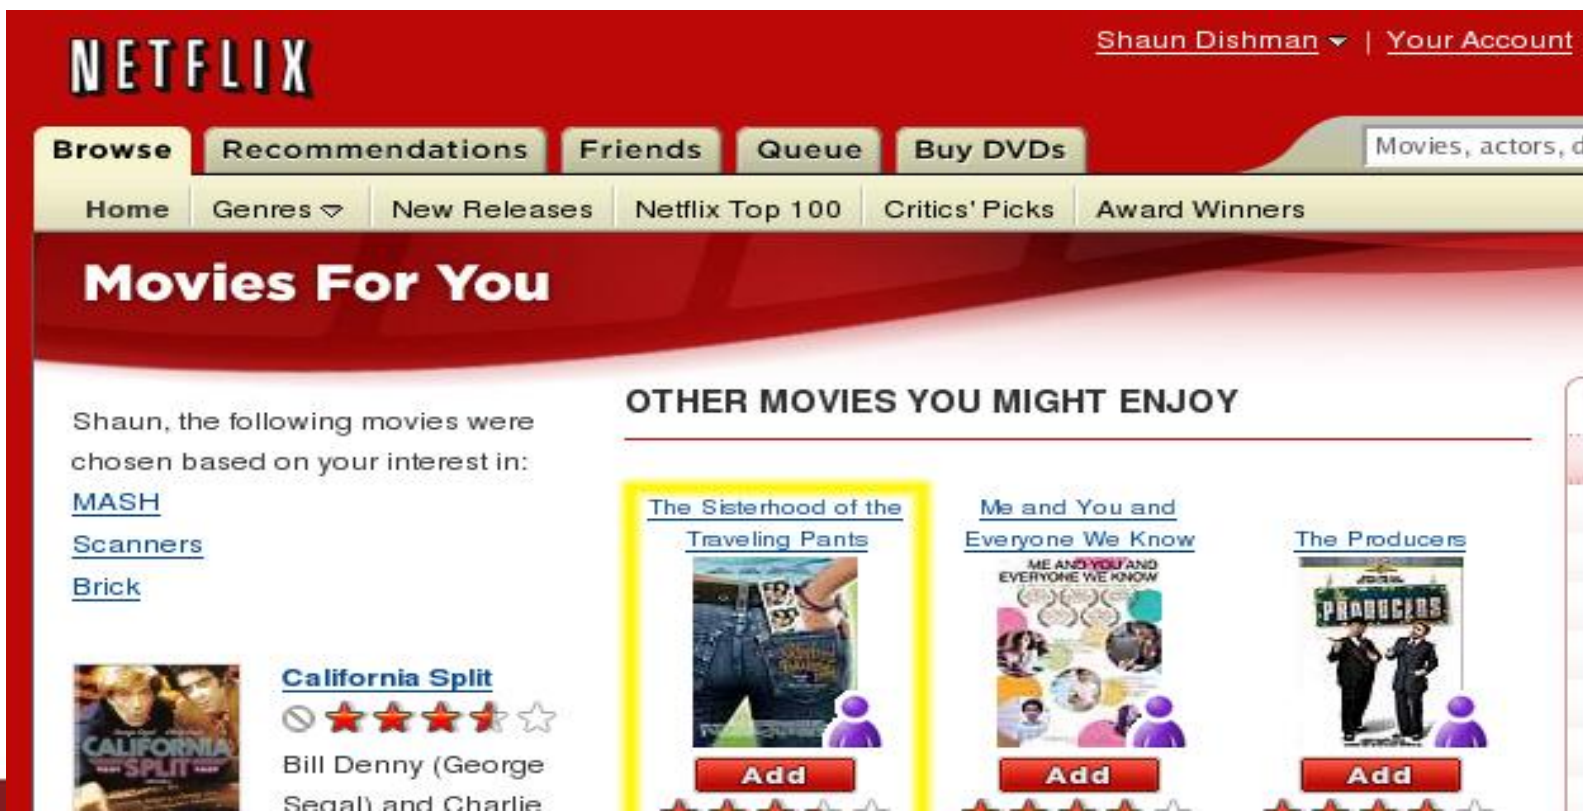 NETFLIX
Shaun Dishman | Your Account
Browse Recommendations Friends Queue Buy DVDs
Movies, actors, d
Home Genres New Releases Netflix Top 100 Critics' Picks Award Winners
Movies For You
Shaun, the following movies were
chosen based on your interest in:
MASH
Scanners
Brick
California Split
Bill Denny (George
Segal) and Charlie
CALIFORNIA
SPLIT
OTHER MOVIES YOU MIGHT ENJOY
The Sisterhood of the
Traveling Pants
Add
Me and You and
Everyone We Know
ME AND YOU AND
EVERYONE WE KNOW
Add
The Producers
PRODUCERS
Add